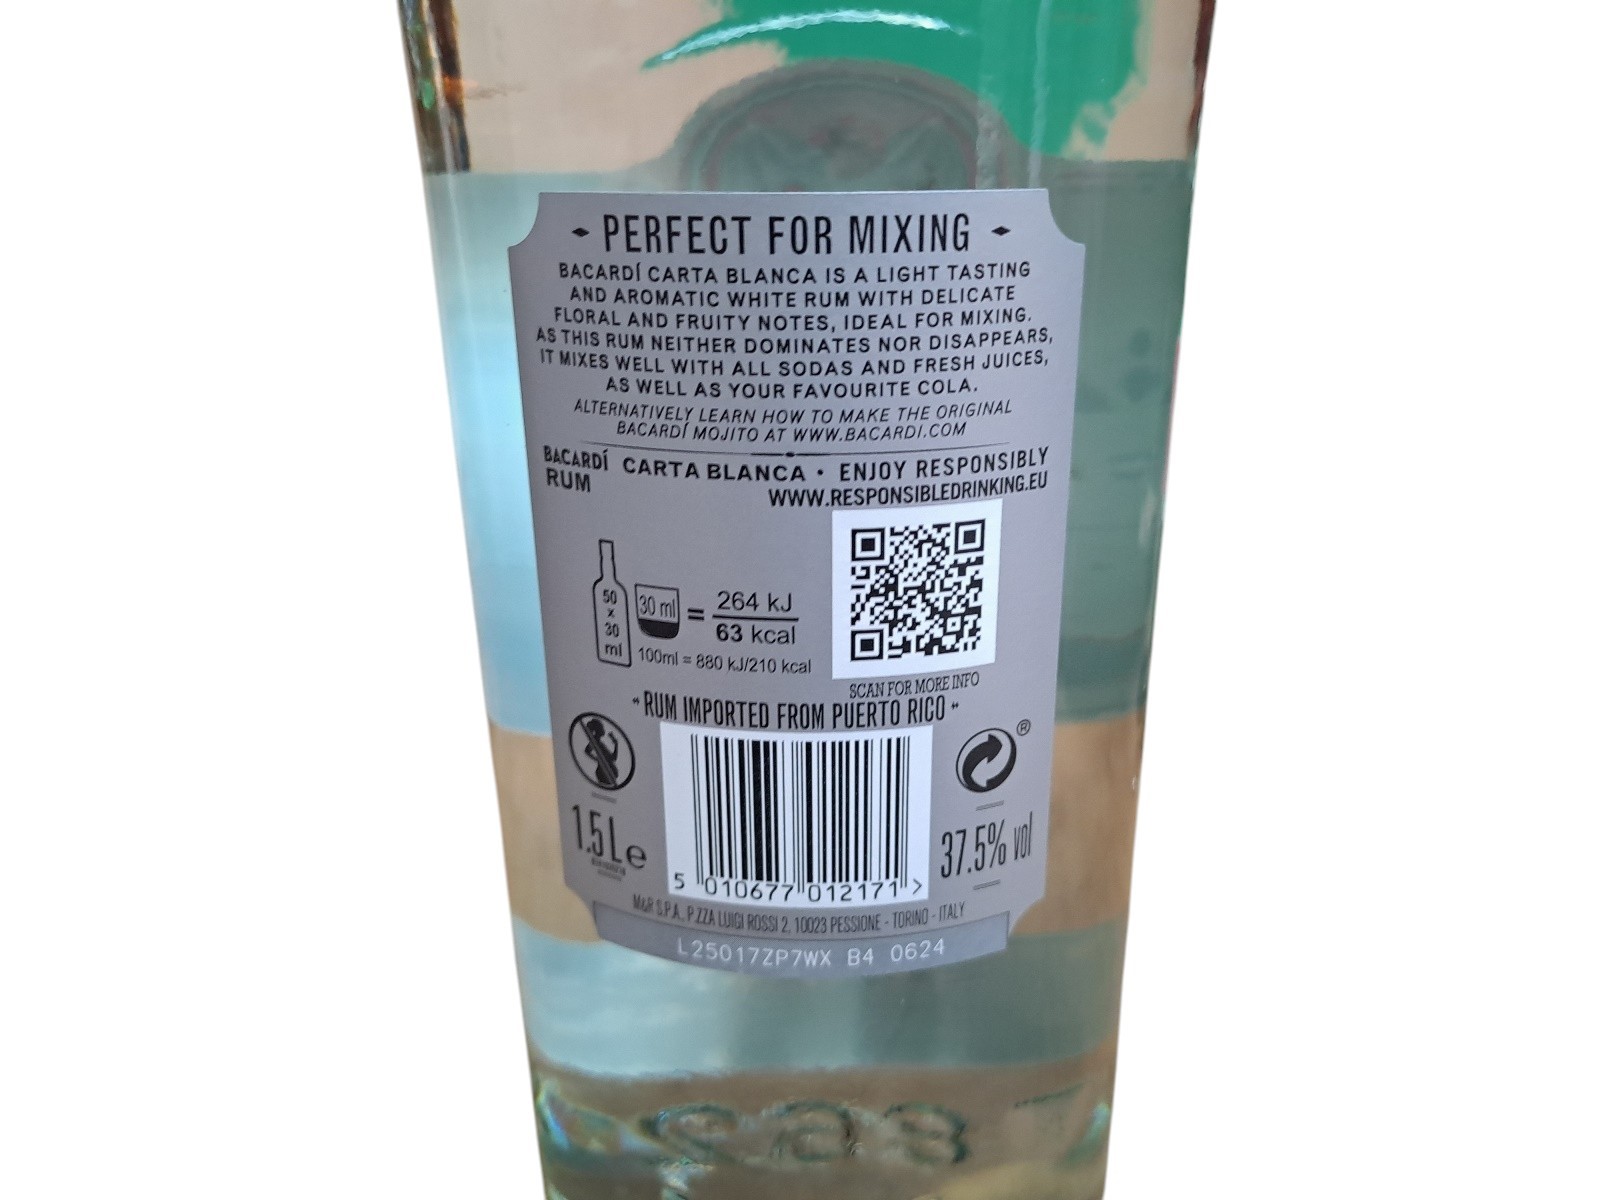 PERFECT FOR MIXING
BACARDÍ CARTA BLANCA IS A LIGHT TASTING
AND AROMATIC WHITE RUM WITH DELICATE
FLORAL AND FRUITY NOTES, IDEAL FOR MIXING.
AS THIS RUM NEITHER DOMINATES NOR DISAPPEARS,
IT MIXES WELL WITH ALL SODAS AND FRESH JUICES,
AS WELL AS YOUR FAVOURITE COLA.
ALTERNATIVELY LEARN HOW TO MAKE THE ORIGINAL
BACARDÍ MOJITO AT WWW.BACARDI.COM
BACARDÍ CARTA BLANCA • ENJOY RESPONSIBLY
RUM WWW.RESPONSIBLEDRINKING.EU
50
x
30
ml
30 ml = 264 kJ
63 kcal
100ml = 880 kJ/210 kcal
SCAN FOR MORE INFO
RUM IMPORTED FROM PUERTO RICO
®
1.5L e
37.5% vol
5 010677 012171 >
M&R S.P.A., P.ZZA LUIGI ROSSI 2, 10023 PESSIONE - TORINO - ITALY
L25017ZP7WX B4 0624